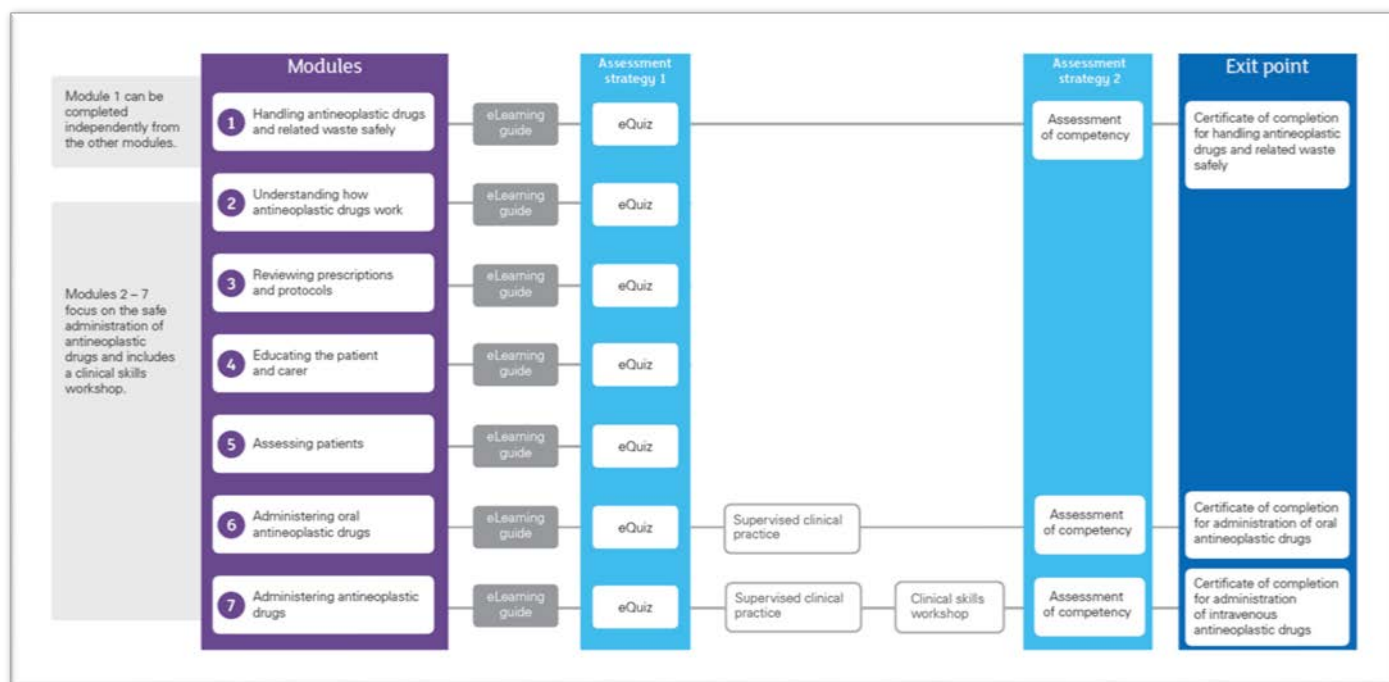 Modules
Assessment
strategy 1
Assessment
strategy 2
Exit point
Module 1 can be
completed
independently from
the other modules.
1
Handling antineoplastic drugs
and related waste safely
eLearning
guide
eQuiz
Assessment
of competency
Certificate of completion
for handling antineoplastic
drugs and related waste
safely
2
Understanding how
antineoplastic drugs work
eLearning
guide
eQuiz
Modules 2 – 7
focus on the safe
administration of
antineoplastic
drugs and includes
a clinical skills
workshop.
3
Reviewing prescriptions
and protocols
eLearning
guide
eQuiz
4
Educating the patient
and carer
eLearning
guide
eQuiz
5
Assessing patients
eLearning
guide
eQuiz
6
Administering oral
antineoplastic drugs
eLearning
guide
eQuiz
Supervised clinical
practice
Assessment
of competency
Certificate of completion
for administration of oral
antineoplastic drugs
7
Administering antineoplastic
drugs
eLearning
guide
eQuiz
Supervised clinical
practice
Clinical skills
workshop
Assessment
of competency
Certificate of completion
for administration
of intravenous
antineoplastic drugs